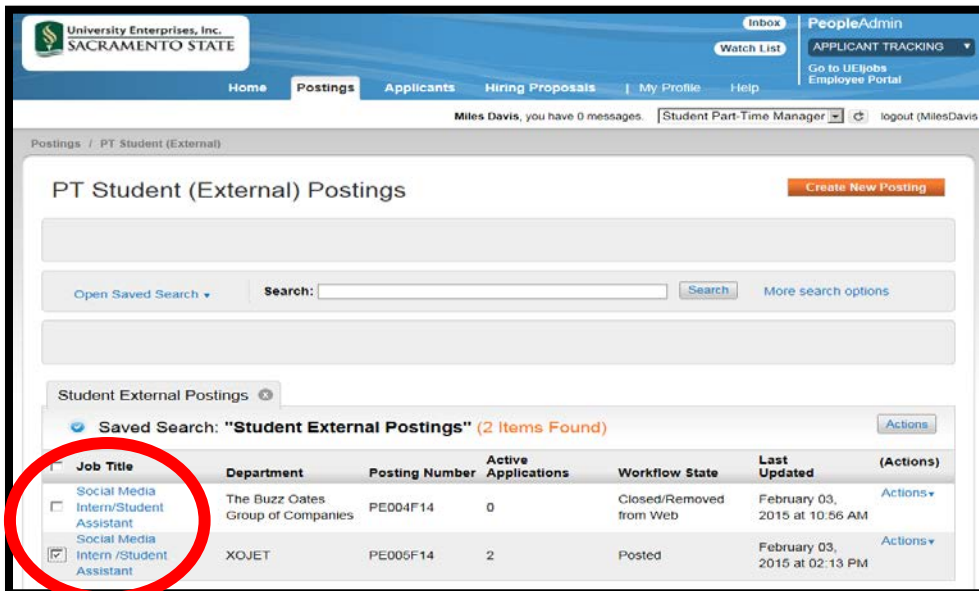 University Enterprises, Inc.
SACRAMENTO STATE
Inbox
PeopleAdmin
Watch List
APPLICANT TRACKING
Go to UEIjobs
Employee Portal
Home Postings Applicants Hiring Proposals | My Profile Help
Miles Davis, you have 0 messages. Student Part-Time Manager logout (MilesDavis
Postings / PT Student (External)
PT Student (External) Postings
Create New Posting
Open Saved Search Search: Search More search options
Student External Postings
Saved Search: "Student External Postings" (2 Items Found)
Actions
Job Title Department Posting Number Active Applications Workflow State Last Updated (Actions)
Social Media Intern/Student Assistant The Buzz Oates Group of Companies PE004F14 0 Closed/Removed from Web February 03, 2015 at 10:56 AM Actions
Social Media Intern /Student Assistant XOJET PE005F14 2 Posted February 03, 2015 at 02:13 PM Actions